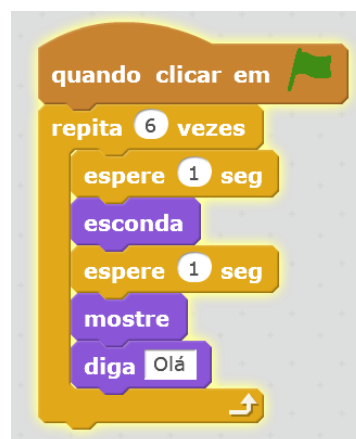 quando clicar em
repita 6 vezes
espere 1 seg
esconda
espere 1 seg
mostre
diga Olá